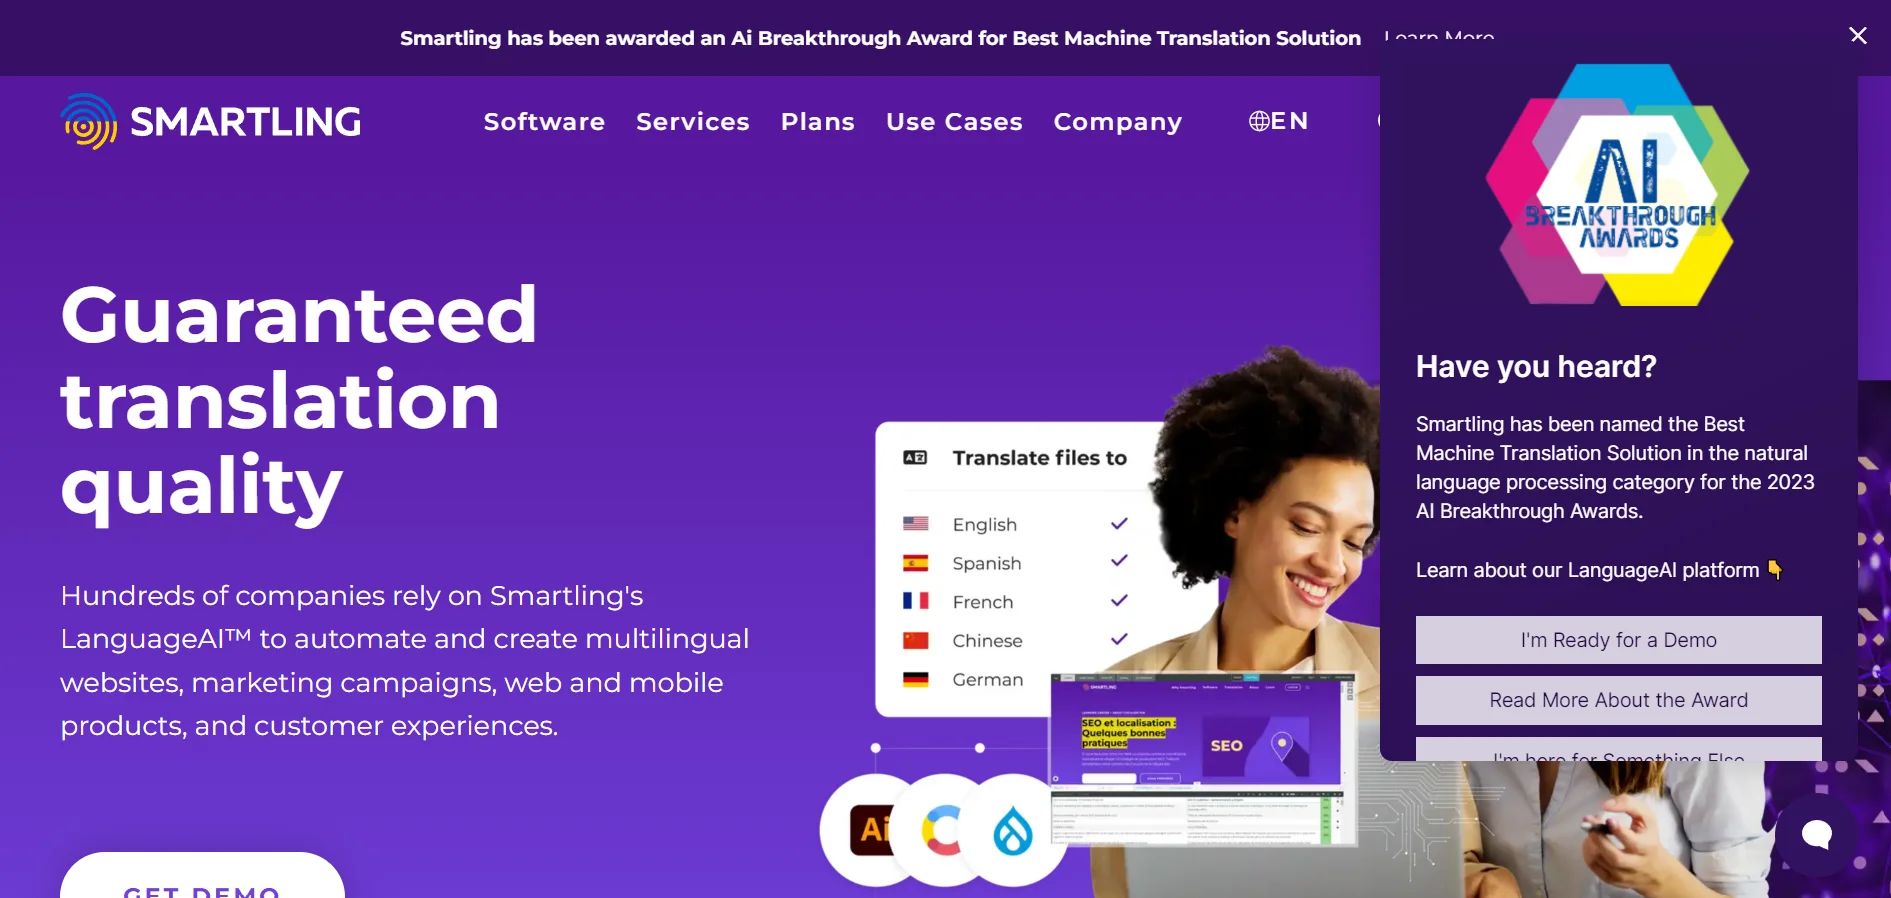 Smartling has been awarded an Ai Breakthrough Award for Best Machine Translation Solution Learn More
SMARTLING
Software Services Plans Use Cases Company EN
Guaranteed
translation
quality
Hundreds of companies rely on Smartling's
LanguageAI™ to automate and create multilingual
websites, marketing campaigns, web and mobile
products, and customer experiences.
GET DEMO
Translate files to
English
Spanish
French
Chinese
German
SMARTLING
SEO et localisation :
Quelques bonnes
pratiques
SEO
Ai
AI
BREAKTHROUGH
AWARDS
Have you heard?
Smartling has been named the Best
Machine Translation Solution in the natural
language processing category for the 2023
AI Breakthrough Awards.
Learn about our LanguageAI platform 👇
I'm Ready for a Demo
Read More About the Award
I'm here for Something Else